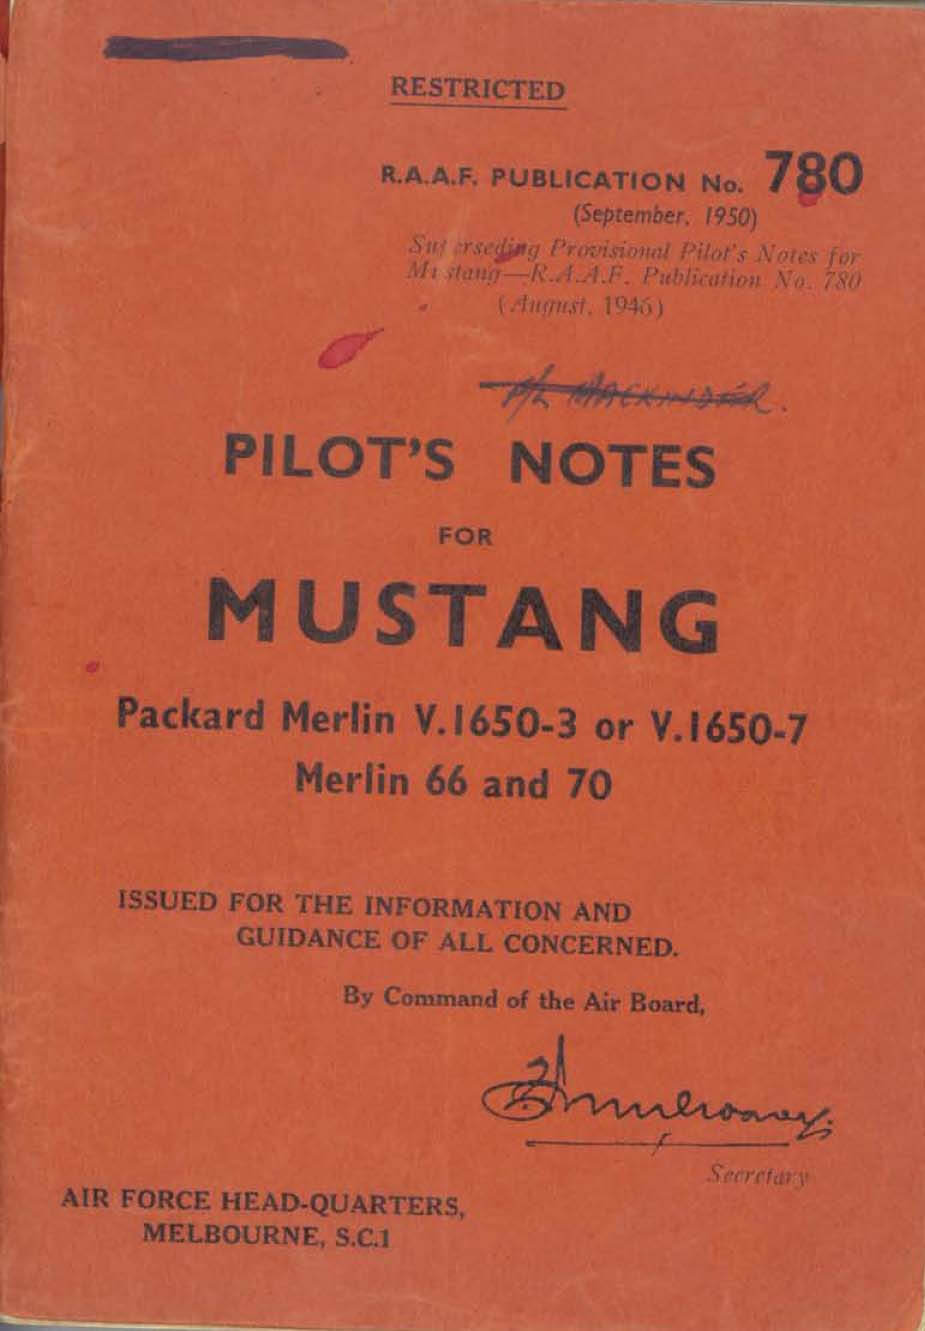 RESTRICTED
R.A.A.F. PUBLICATION No. 780
(September, 1950)
Superseding Provisional Pilot's Notes for
Mustang—R.A.A.F. Publication No. 780
(August, 1946)
MACKINDER.
PILOT'S NOTES
FOR
MUSTANG
Packard Merlin V.1650-3 or V.1650-7
Merlin 66 and 70
ISSUED FOR THE INFORMATION AND
GUIDANCE OF ALL CONCERNED.
By Command of the Air Board,
Secretary
AIR FORCE HEAD-QUARTERS,
MELBOURNE, S.C.1